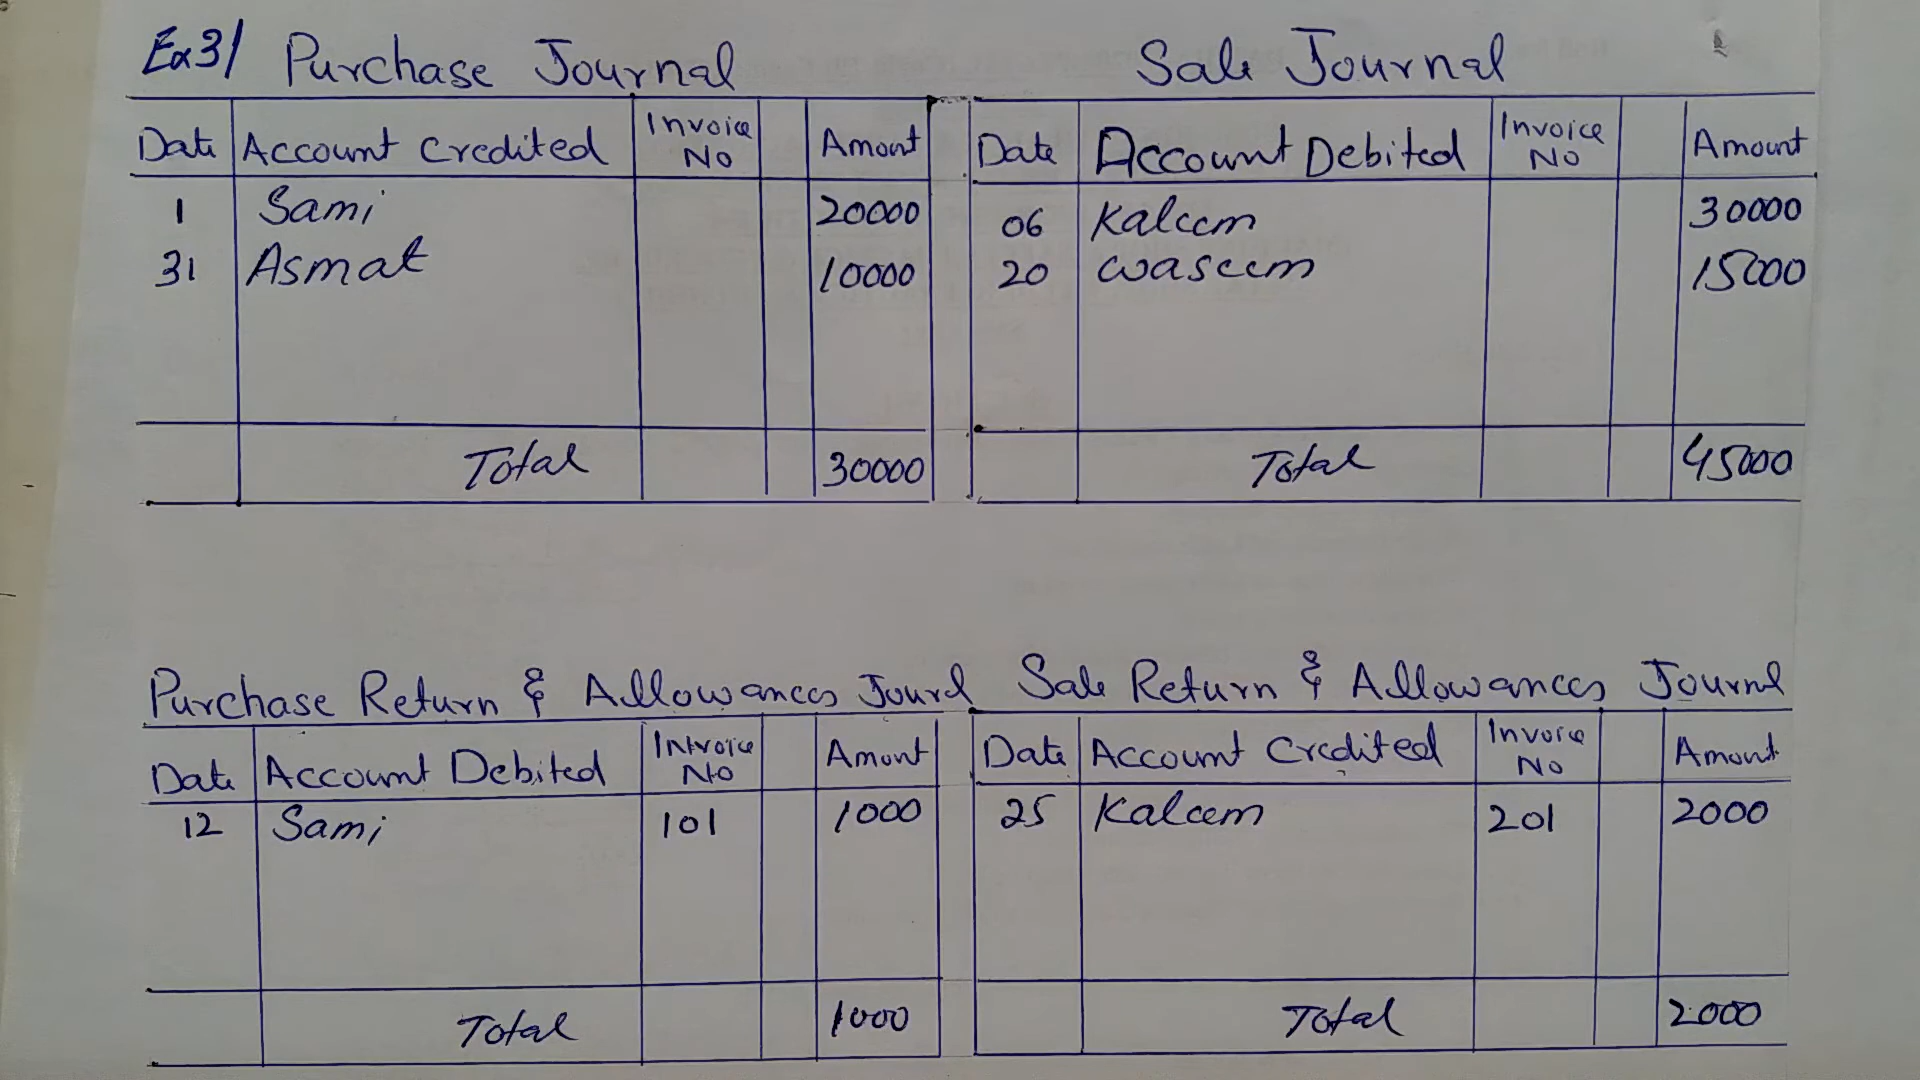 Ex31 Purchase Journal
Date Account Credited Invoice No Amount
1 Sami 20000
31 Asmat 10000
Total 30000
Sale Journal
Date Account Debited Invoice No Amount
06 Kaleem 30000
20 Waseem 15000
Total 45000
Purchase Return & Allowances Jourl
Date Account Debited Invoice No Amount
12 Sami 101 1000
Total 1000
Sale Return & Allowances Journl
Date Account Credited Invoice No Amount
25 Kaleem 201 2000
Total 2000